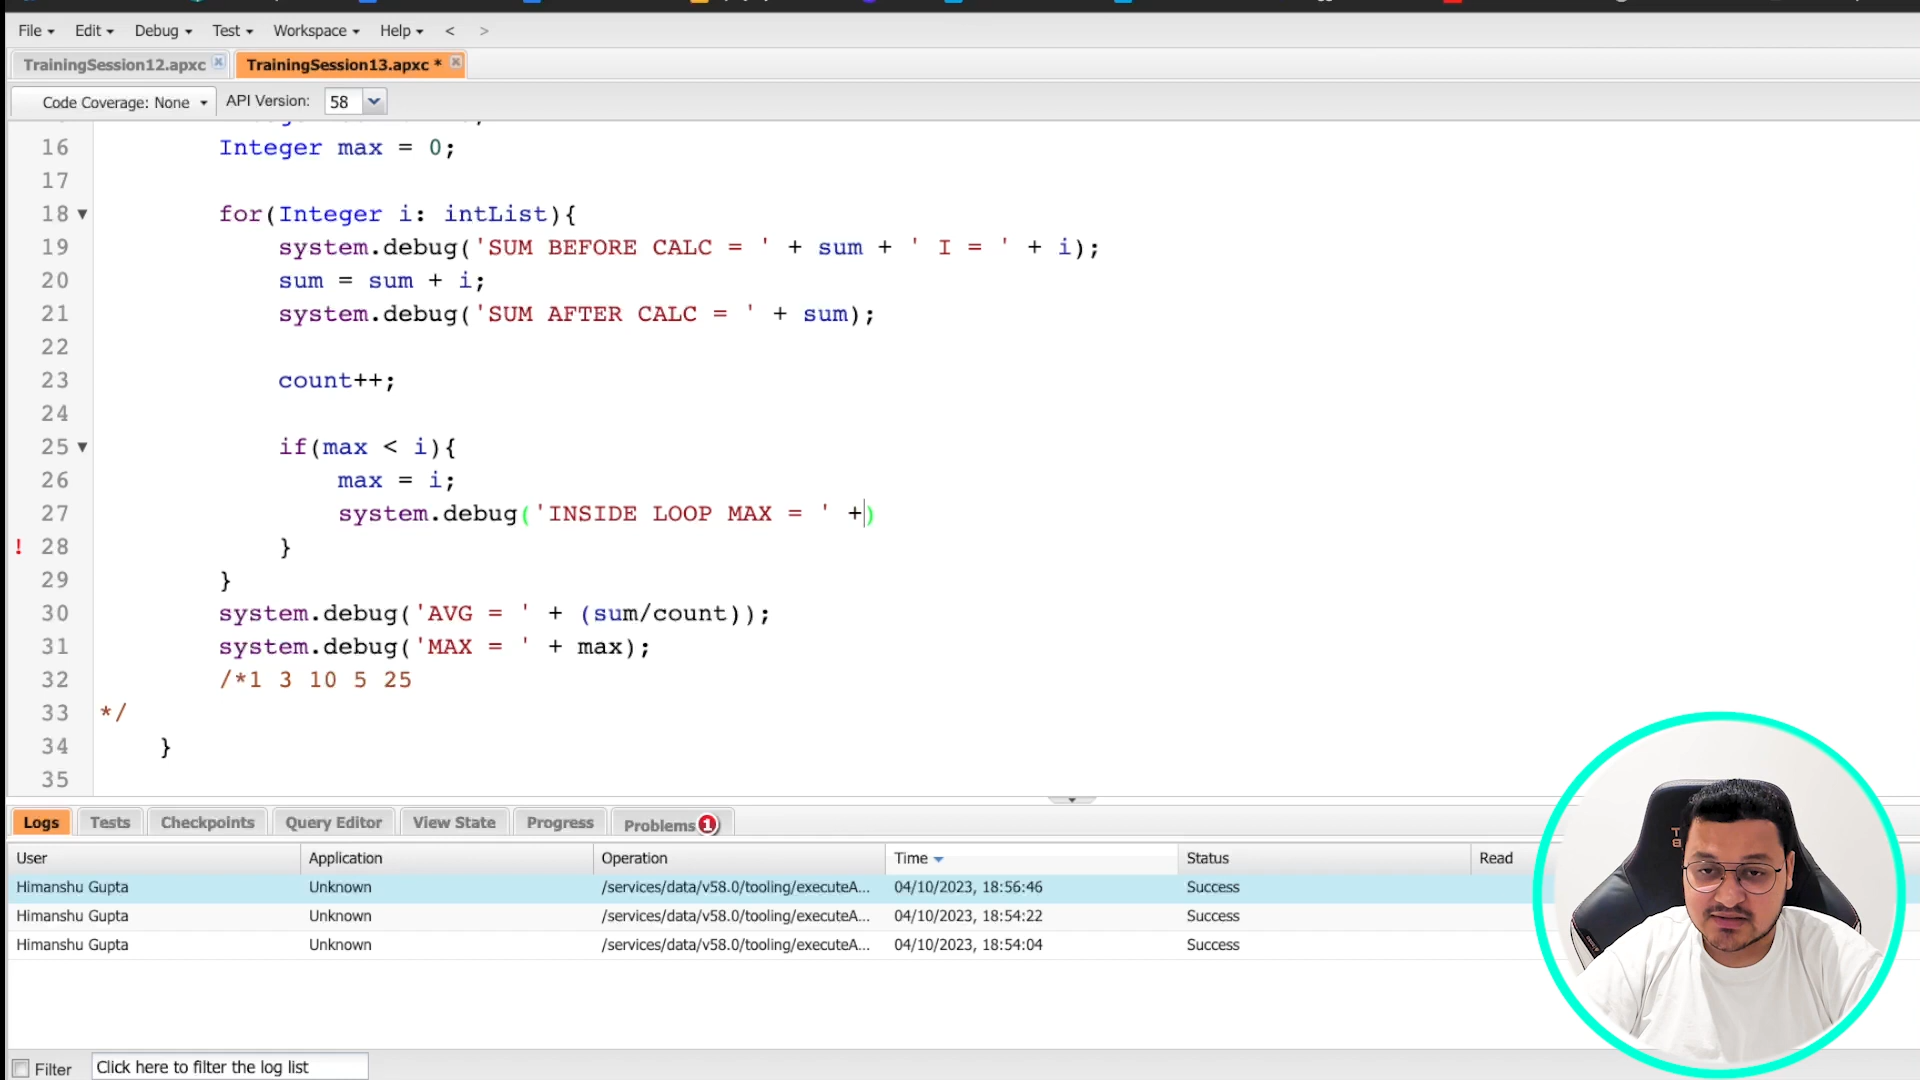 File Edit Debug Test Workspace Help < >
TrainingSession12.apxc TrainingSession13.apxc *
Code Coverage: None API Version: 58
16 Integer max = 0;
17
18 for(Integer i: intList){
19 system.debug('SUM BEFORE CALC = ' + sum + ' I = ' + i);
20 sum = sum + i;
21 system.debug('SUM AFTER CALC = ' + sum);
22
23 count++;
24
25 if(max < i){
26 max = i;
27 system.debug('INSIDE LOOP MAX = ' +)
! 28 }
29 }
30 system.debug('AVG = ' + (sum/count));
31 system.debug('MAX = ' + max);
32 /*1 3 10 5 25
33 */
34 }
35
Logs Tests Checkpoints Query Editor View State Progress Problems 1
User Application Operation Time Status Read
Himanshu Gupta Unknown /services/data/v58.0/tooling/executeA... 04/10/2023, 18:56:46 Success
Himanshu Gupta Unknown /services/data/v58.0/tooling/executeA... 04/10/2023, 18:54:22 Success
Himanshu Gupta Unknown /services/data/v58.0/tooling/executeA... 04/10/2023, 18:54:04 Success
Filter Click here to filter the log list